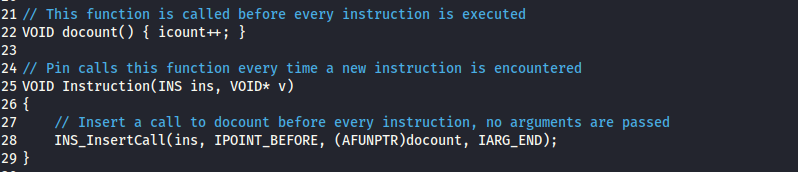 21 // This function is called before every instruction is executed
22 VOID docount() { icount++; }
23
24 // Pin calls this function every time a new instruction is encountered
25 VOID Instruction(INS ins, VOID* v)
26 {
27     // Insert a call to docount before every instruction, no arguments are passed
28     INS_InsertCall(ins, IPOINT_BEFORE, (AFUNPTR)docount, IARG_END);
29 }